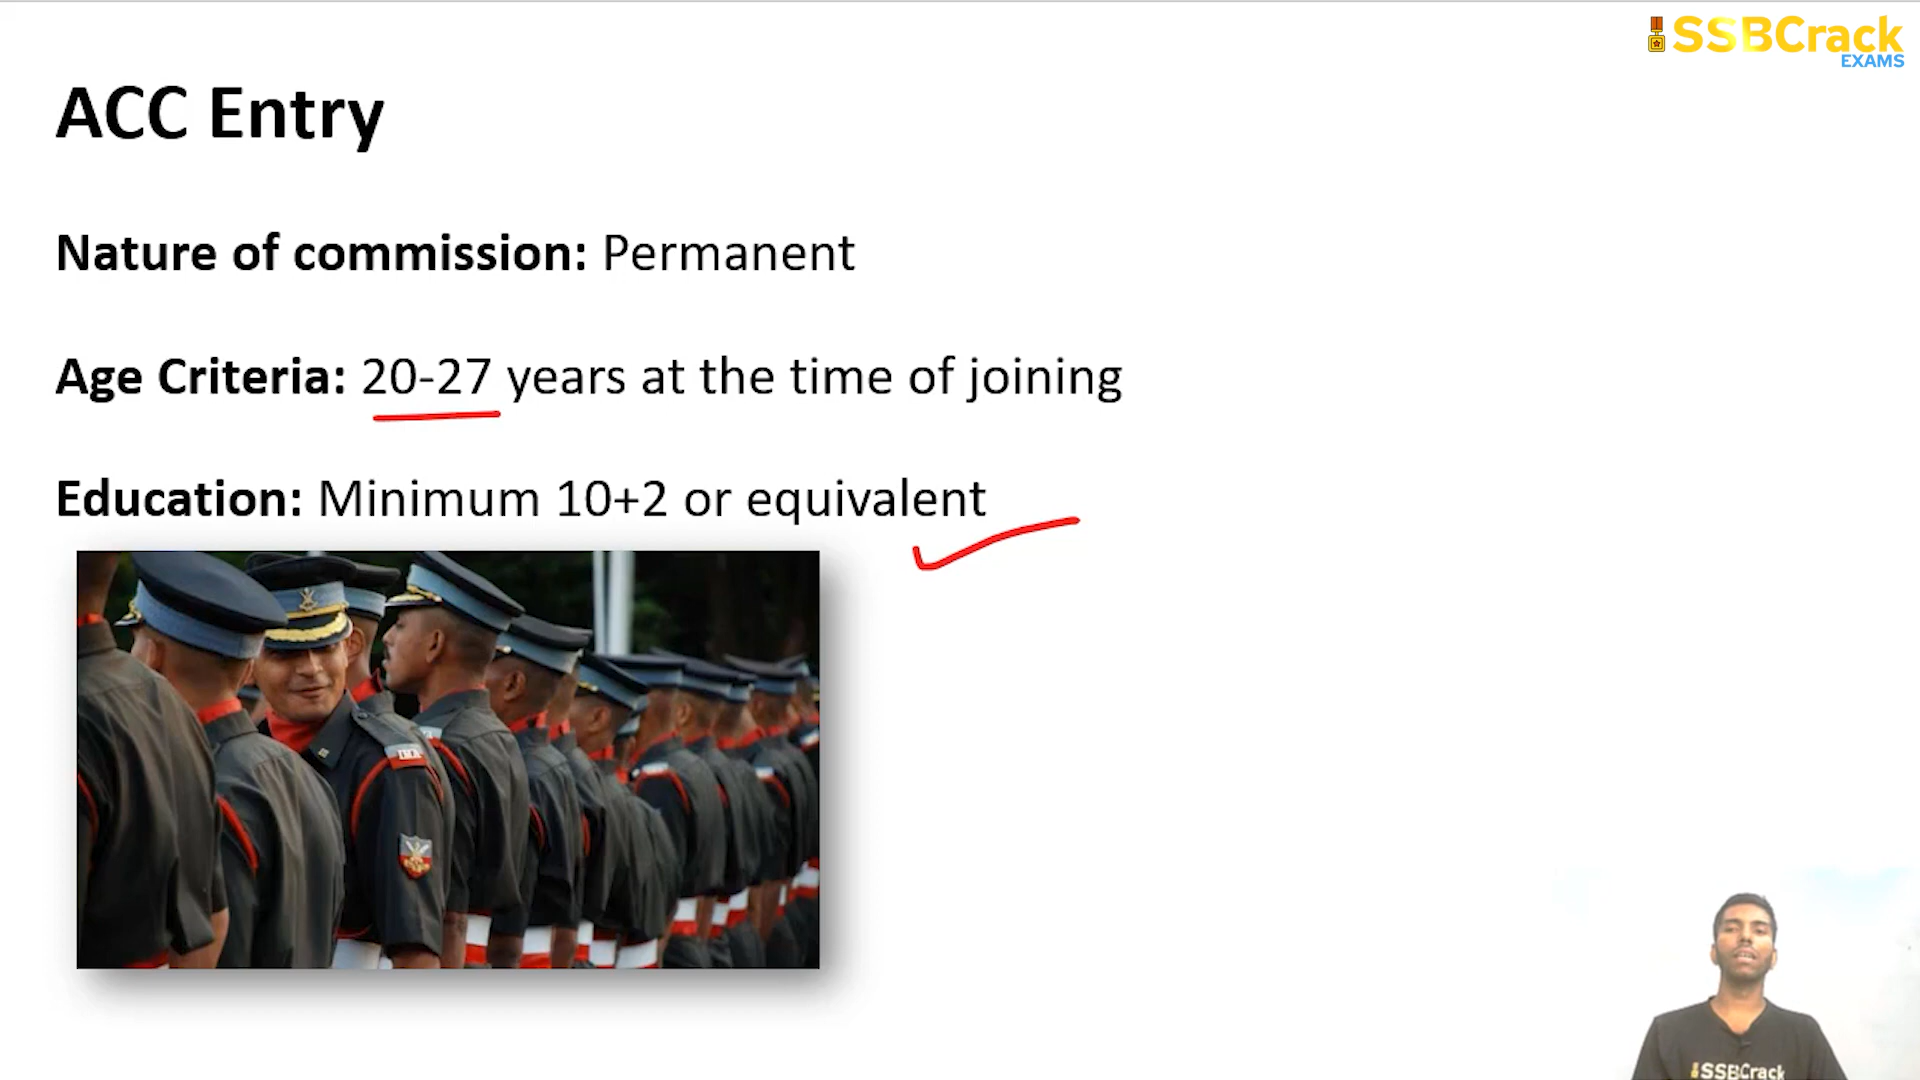 SSBCrack
EXAMS
ACC Entry
Nature of commission: Permanent
Age Criteria: 20-27 years at the time of joining
Education: Minimum 10+2 or equivalent
IMA
SSBCrack